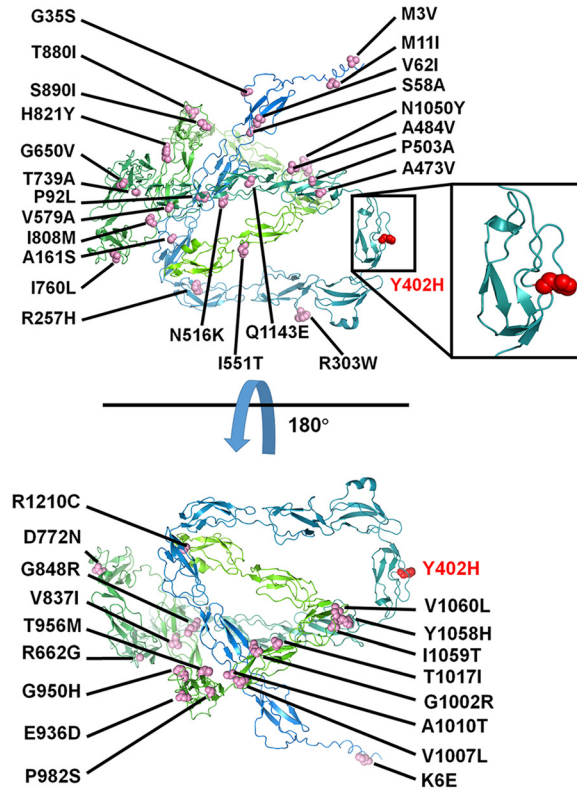 G35S
T880I
S890I
H821Y
G650V
T739A
P92L
V579A
I808M
A161S
I760L
R257H
N516K
I551T
Q1143E
R303W
M3V
M11I
V62I
S58A
N1050Y
A484V
P503A
A473V
Y402H
180°
R1210C
D772N
G848R
V837I
T956M
R662G
G950H
E936D
P982S
Y402H
V1060L
Y1058H
I1059T
T1017I
G1002R
A1010T
V1007L
K6E